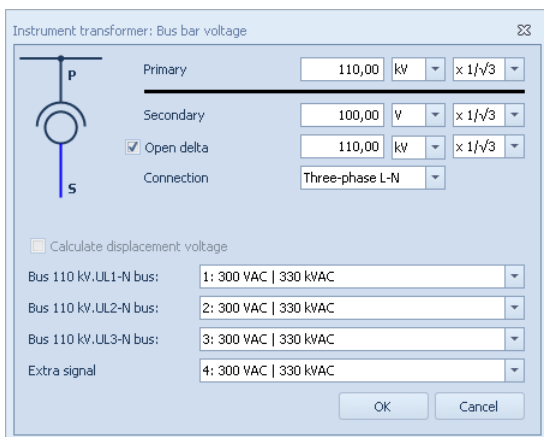 Instrument transformer: Bus bar voltage
P
Primary 110,00 kV x 1/√3
Secondary 100,00 V x 1/√3
Open delta 110,00 kV x 1/√3
Connection Three-phase L-N
S
Calculate displacement voltage
Bus 110 kV.UL1-N bus: 1: 300 VAC | 330 kVAC
Bus 110 kV.UL2-N bus: 2: 300 VAC | 330 kVAC
Bus 110 kV.UL3-N bus: 3: 300 VAC | 330 kVAC
Extra signal 4: 300 VAC | 330 kVAC
OK Cancel